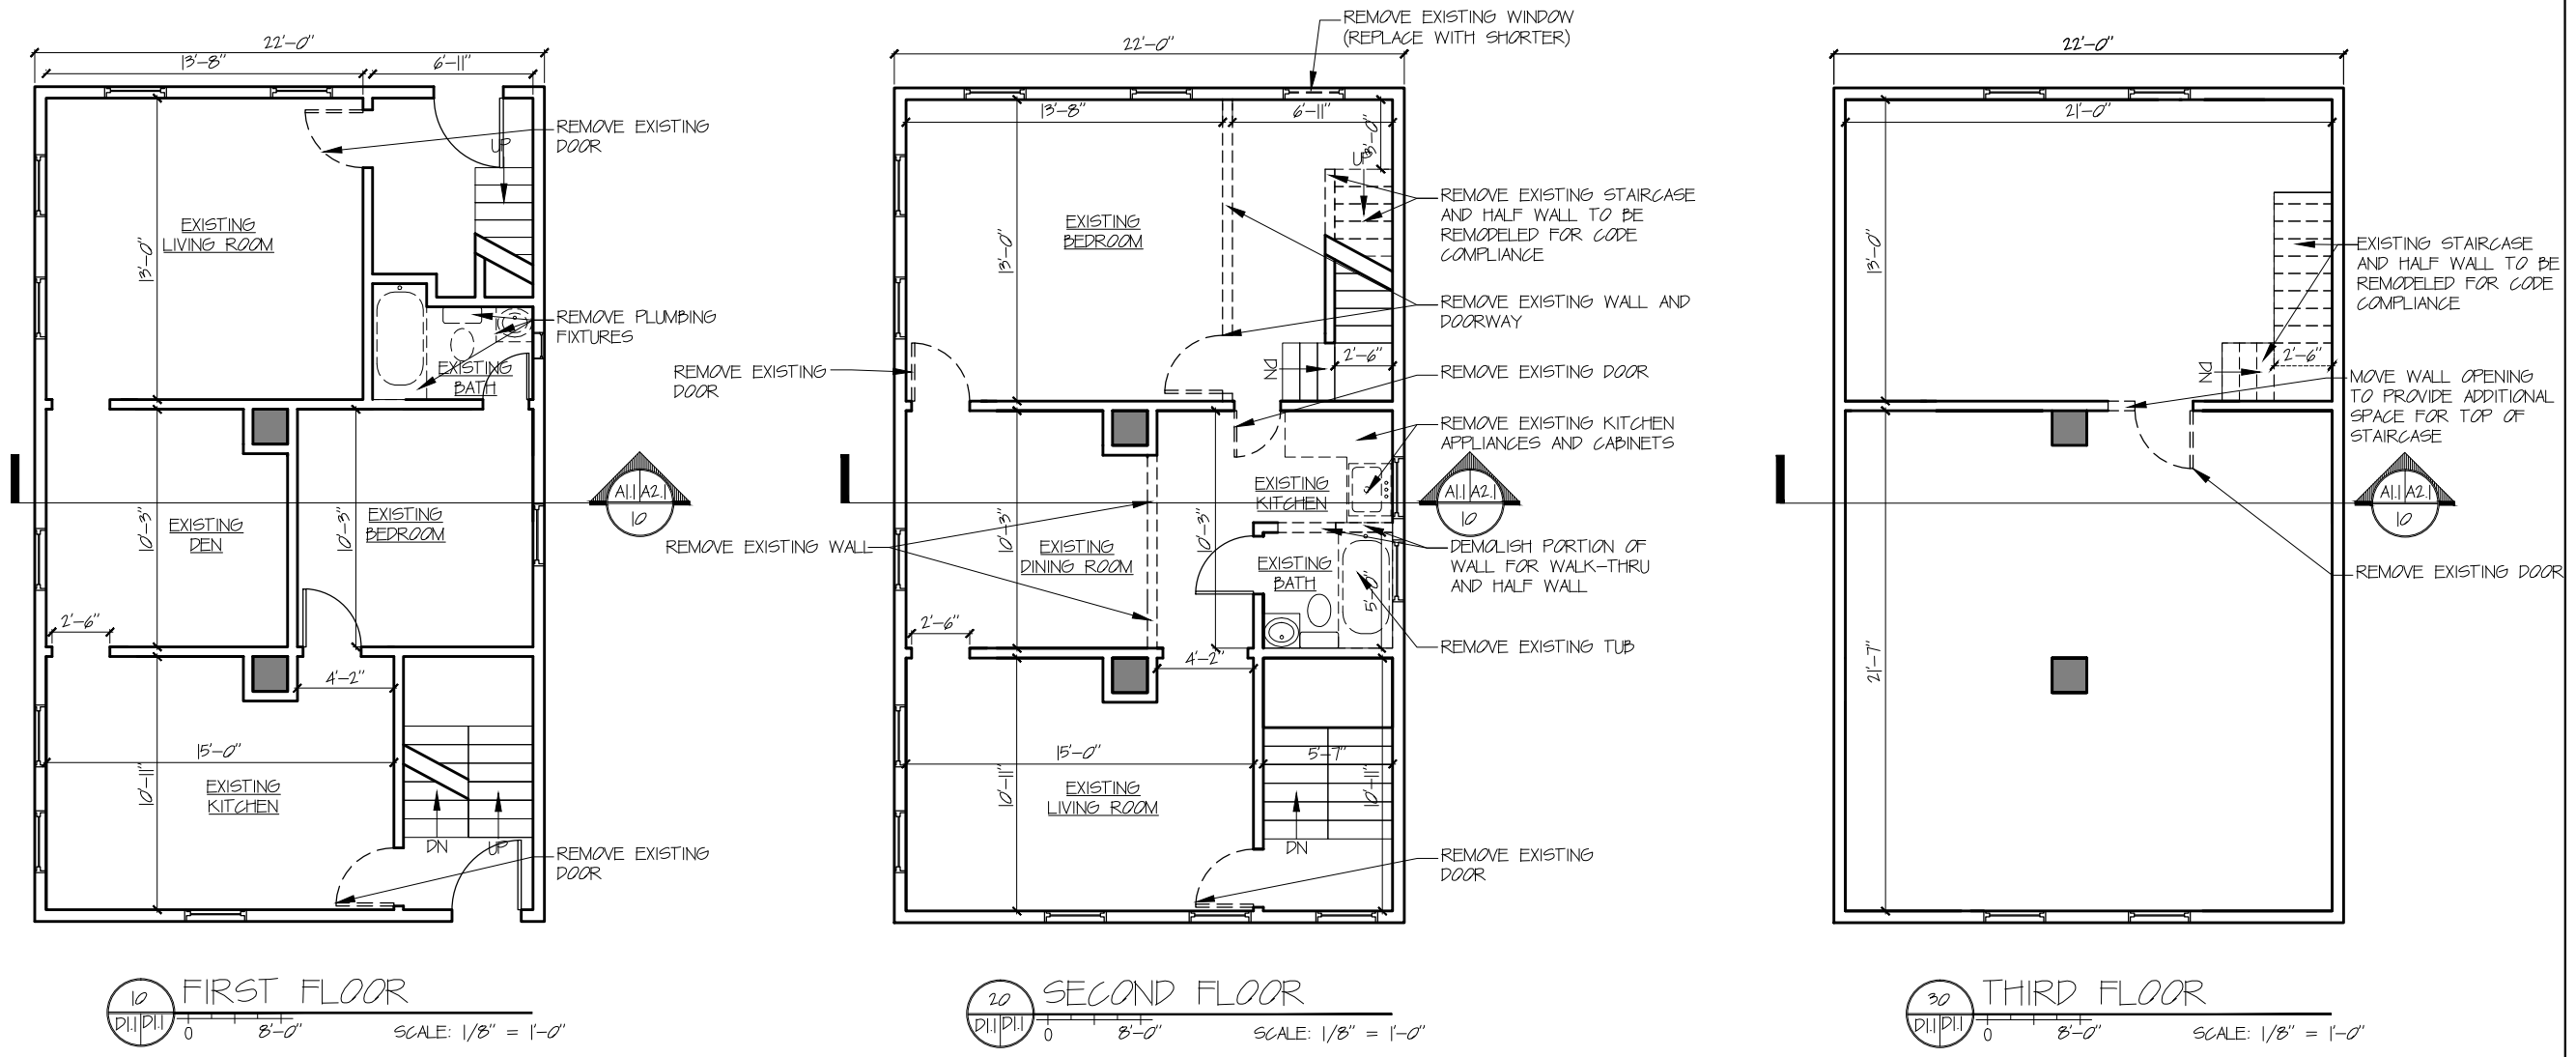 22'-0"
13'-8"
6'-11"
REMOVE EXISTING
DOOR
UP
EXISTING
LIVING ROOM
13'-0"
REMOVE PLUMBING
FIXTURES
EXISTING
BATH
10'-3"
EXISTING
DEN
10'-3"
EXISTING
BEDROOM
A1.1 A2.1
10
2'-6"
4'-2"
15'-0"
10'-11"
EXISTING
KITCHEN
DN
UP
REMOVE EXISTING
DOOR
10
D1.1 D1.1
FIRST FLOOR
0
8'-0"
SCALE: 1/8" = 1'-0"
REMOVE EXISTING WINDOW
(REPLACE WITH SHORTER)
22'-0"
13'-8"
6'-11"
3'-0"
UP
REMOVE EXISTING STAIRCASE
AND HALF WALL TO BE
REMODELED FOR CODE
COMPLIANCE
EXISTING
BEDROOM
13'-0"
REMOVE EXISTING WALL AND
DOORWAY
REMOVE EXISTING
DOOR
DN
2'-6"
REMOVE EXISTING DOOR
REMOVE EXISTING KITCHEN
APPLIANCES AND CABINETS
EXISTING
KITCHEN
A1.1 A2.1
10
10'-3"
10'-3"
REMOVE EXISTING WALL
EXISTING
DINING ROOM
EXISTING
BATH
5'-0"
DEMOLISH PORTION OF
WALL FOR WALK-THRU
AND HALF WALL
2'-6"
REMOVE EXISTING TUB
4'-2"
15'-0"
5'-7"
10'-11"
10'-11"
EXISTING
LIVING ROOM
DN
REMOVE EXISTING
DOOR
20
D1.1 D1.1
SECOND FLOOR
0
8'-0"
SCALE: 1/8" = 1'-0"
22'-0"
21'-0"
13'-0"
EXISTING STAIRCASE
AND HALF WALL TO BE
REMODELED FOR CODE
COMPLIANCE
DN
2'-6"
MOVE WALL OPENING
TO PROVIDE ADDITIONAL
SPACE FOR TOP OF
STAIRCASE
A1.1 A2.1
10
REMOVE EXISTING DOOR
21'-7"
30
D1.1 D1.1
THIRD FLOOR
0
8'-0"
SCALE: 1/8" = 1'-0"